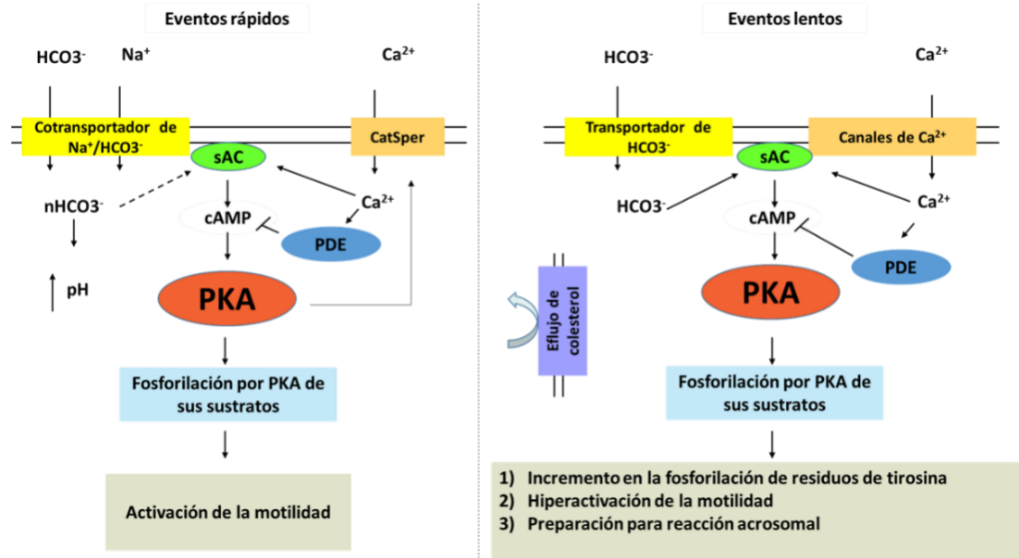 Eventos rápidos
HCO3⁻
Na⁺
Ca²⁺
Cotransportador de
Na⁺/HCO3⁻
CatSper
sAC
nHCO3⁻
cAMP
Ca²⁺
PDE
pH
PKA
Fosforilación por PKA de
sus sustratos
Activación de la motilidad
Eventos lentos
HCO3⁻
Ca²⁺
Transportador de
HCO3⁻
Canales de Ca²⁺
sAC
HCO3⁻
cAMP
Ca²⁺
PDE
PKA
Eflujo de
colesterol
Fosforilación por PKA de
sus sustratos
1) Incremento en la fosforilación de residuos de tirosina
2) Hiperactivación de la motilidad
3) Preparación para reacción acrosomal